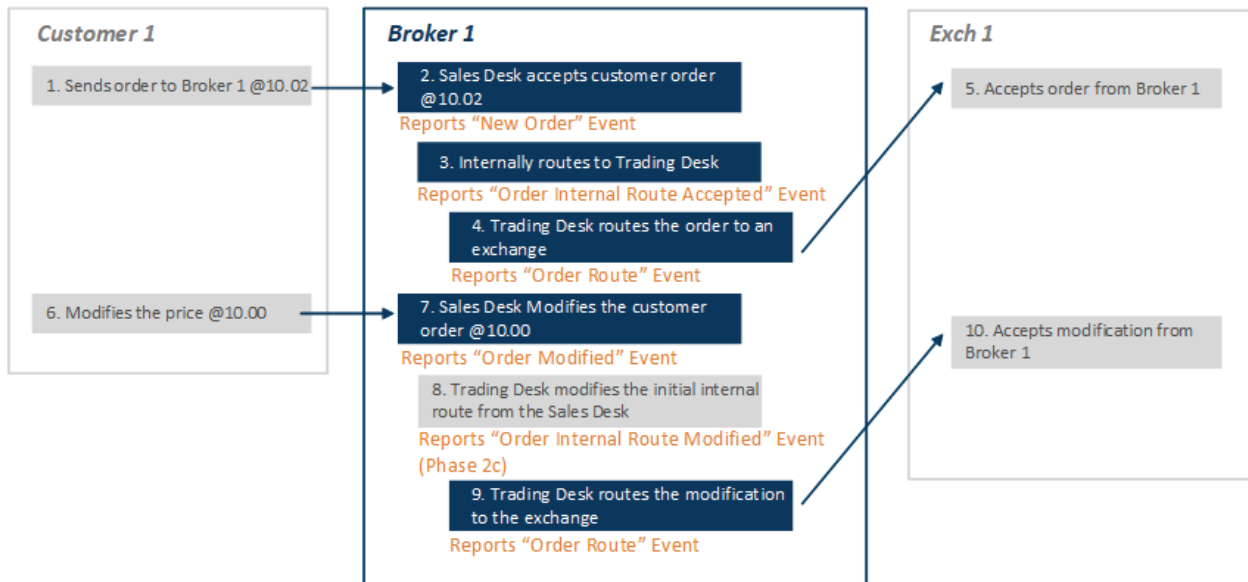 Customer 1
1. Sends order to Broker 1 @10.02
6. Modifies the price @10.00
Broker 1
2. Sales Desk accepts customer order
@10.02
Reports “New Order” Event
3. Internally routes to Trading Desk
Reports “Order Internal Route Accepted” Event
4. Trading Desk routes the order to an
exchange
Reports “Order Route” Event
7. Sales Desk Modifies the customer
order @10.00
Reports “Order Modified” Event
8. Trading Desk modifies the initial internal
route from the Sales Desk
Reports “Order Internal Route Modified” Event
(Phase 2c)
9. Trading Desk routes the modification
to the exchange
Reports “Order Route” Event
Exch 1
5. Accepts order from Broker 1
10. Accepts modification from
Broker 1